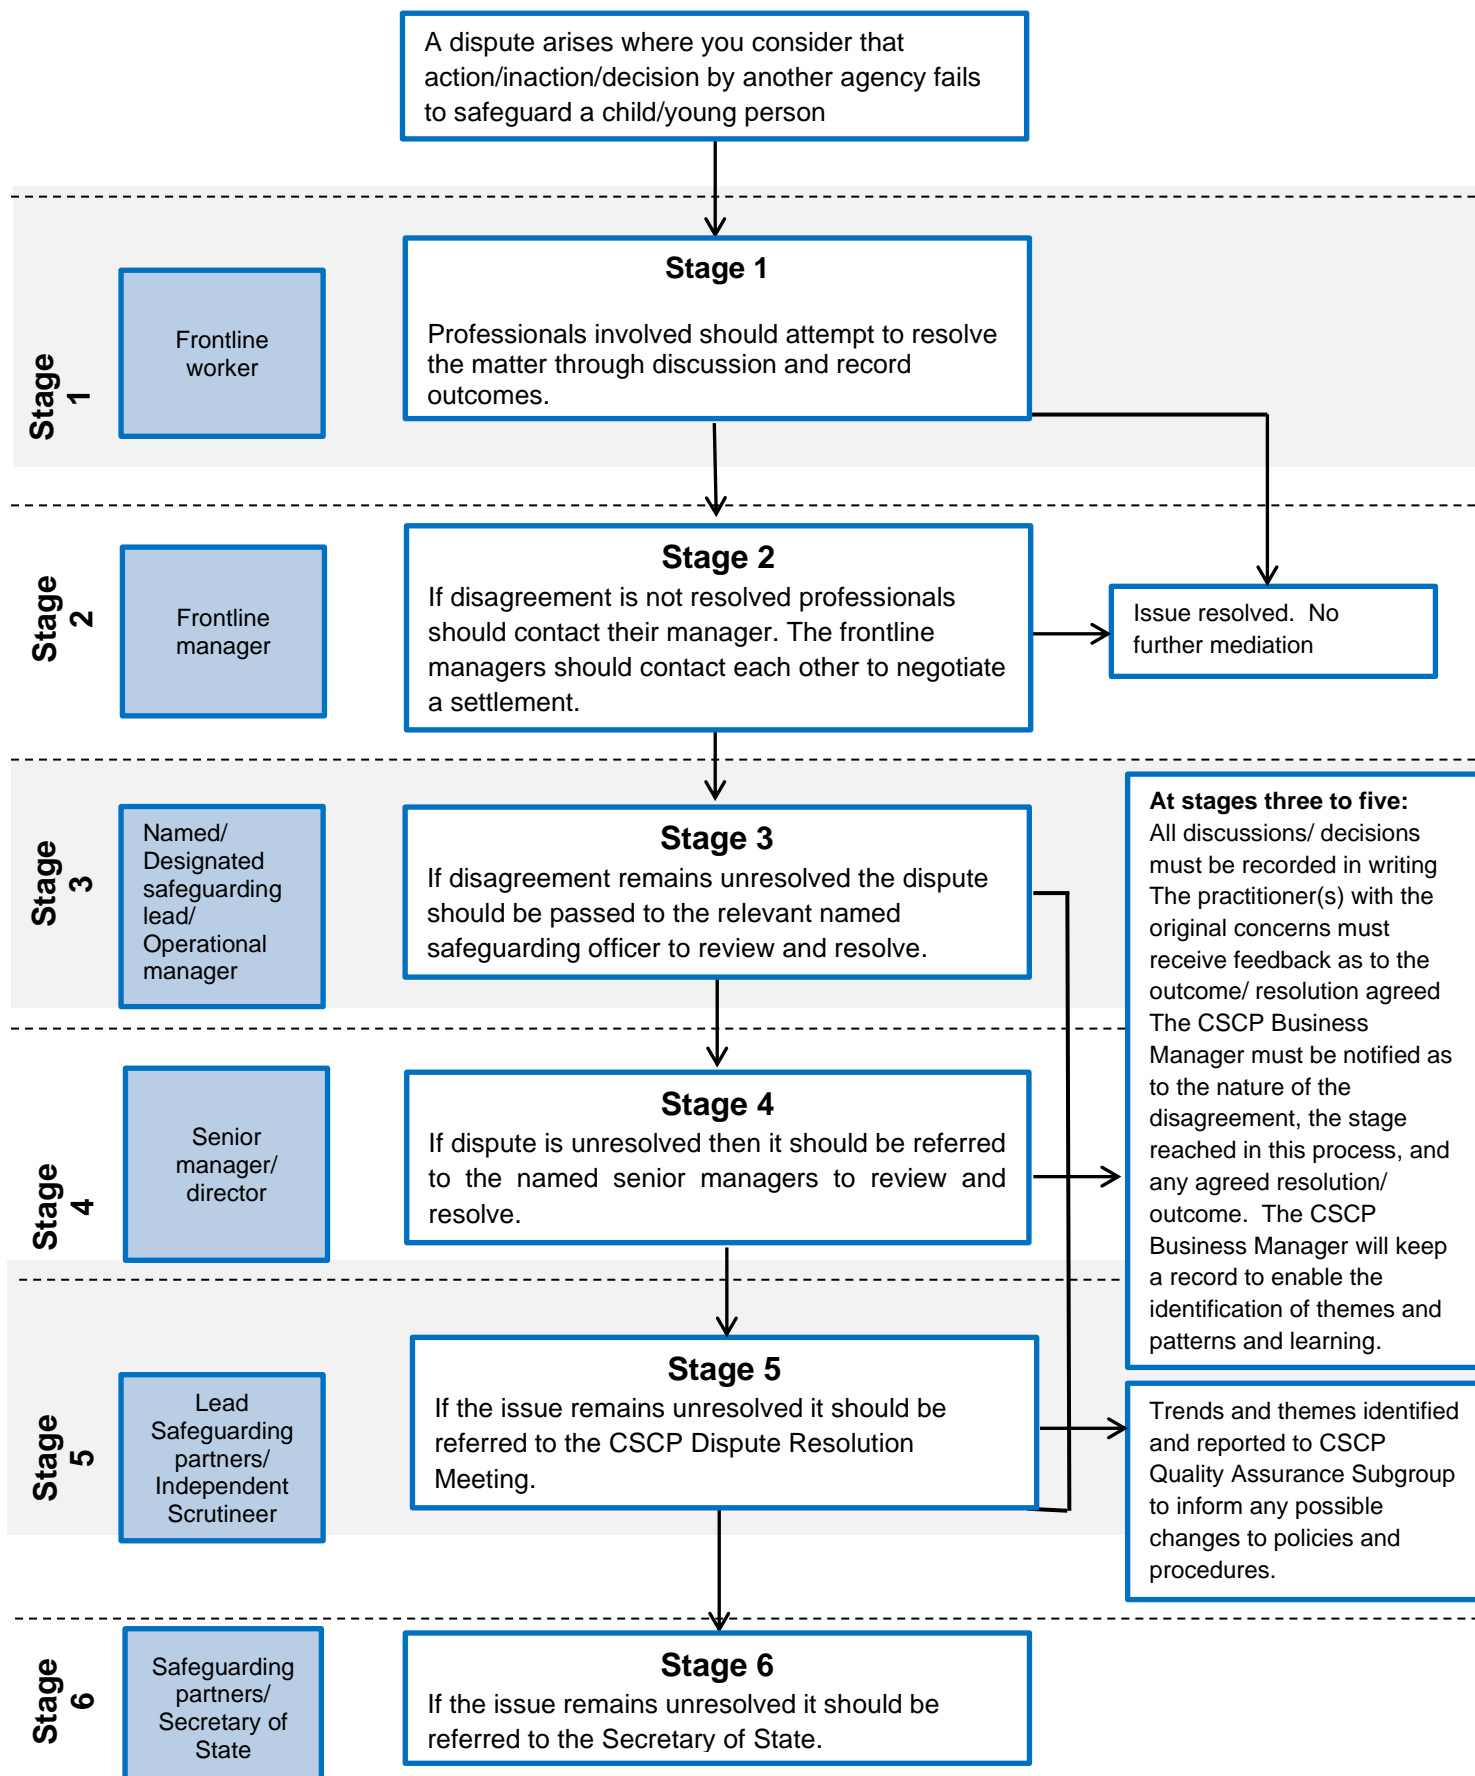 A dispute arises where you consider that
action/inaction/decision by another agency fails
to safeguard a child/young person
Stage
1
Frontline
worker
Stage 1
Professionals involved should attempt to resolve
the matter through discussion and record
outcomes.
Stage
2
Frontline
manager
Stage 2
If disagreement is not resolved professionals
should contact their manager. The frontline
managers should contact each other to negotiate
a settlement.
Issue resolved.  No
further mediation
Stage
3
Named/
Designated
safeguarding
lead/
Operational
manager
Stage 3
If disagreement remains unresolved the dispute
should be passed to the relevant named
safeguarding officer to review and resolve.
At stages three to five:
All discussions/ decisions
must be recorded in writing
The practitioner(s) with the
original concerns must
receive feedback as to the
outcome/ resolution agreed
The CSCP Business
Manager must be notified as
to the nature of the
disagreement, the stage
reached in this process, and
any agreed resolution/
outcome.  The CSCP
Business Manager will keep
a record to enable the
identification of themes and
patterns and learning.
Stage
4
Senior
manager/
director
Stage 4
If dispute is unresolved then it should be referred
to the named senior managers to review and
resolve.
Stage
5
Lead
Safeguarding
partners/
Independent
Scrutineer
Stage 5
If the issue remains unresolved it should be
referred to the CSCP Dispute Resolution
Meeting.
Trends and themes identified
and reported to CSCP
Quality Assurance Subgroup
to inform any possible
changes to policies and
procedures.
Stage
6
Safeguarding
partners/
Secretary of
State
Stage 6
If the issue remains unresolved it should be
referred to the Secretary of State.